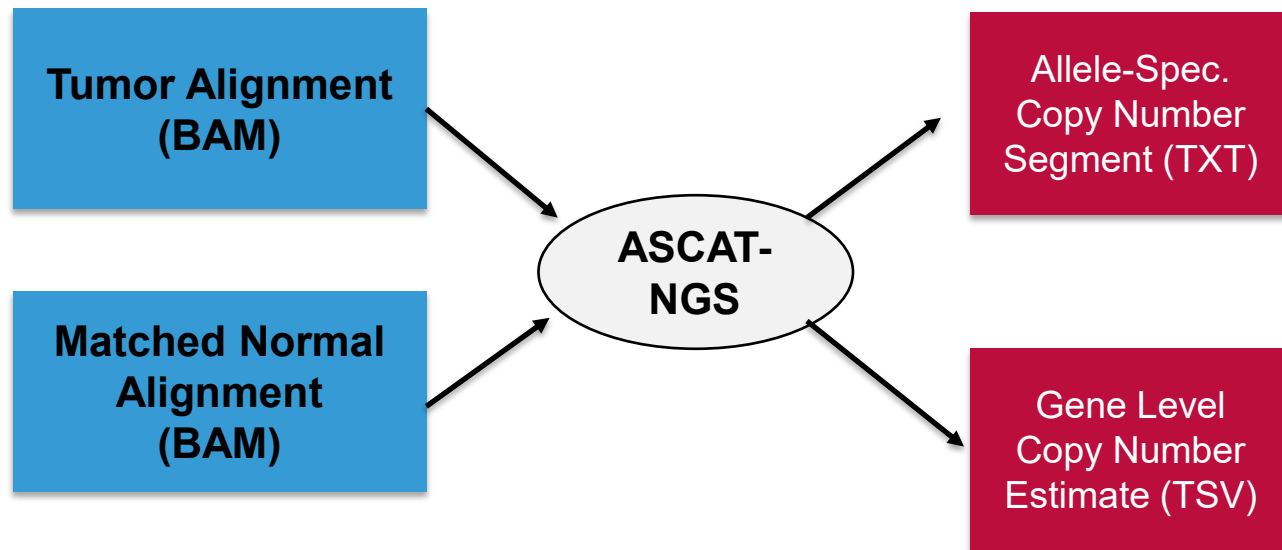 Tumor Alignment
(BAM)
Matched Normal
Alignment
(BAM)
ASCAT-
NGS
Allele-Spec.
Copy Number
Segment (TXT)
Gene Level
Copy Number
Estimate (TSV)